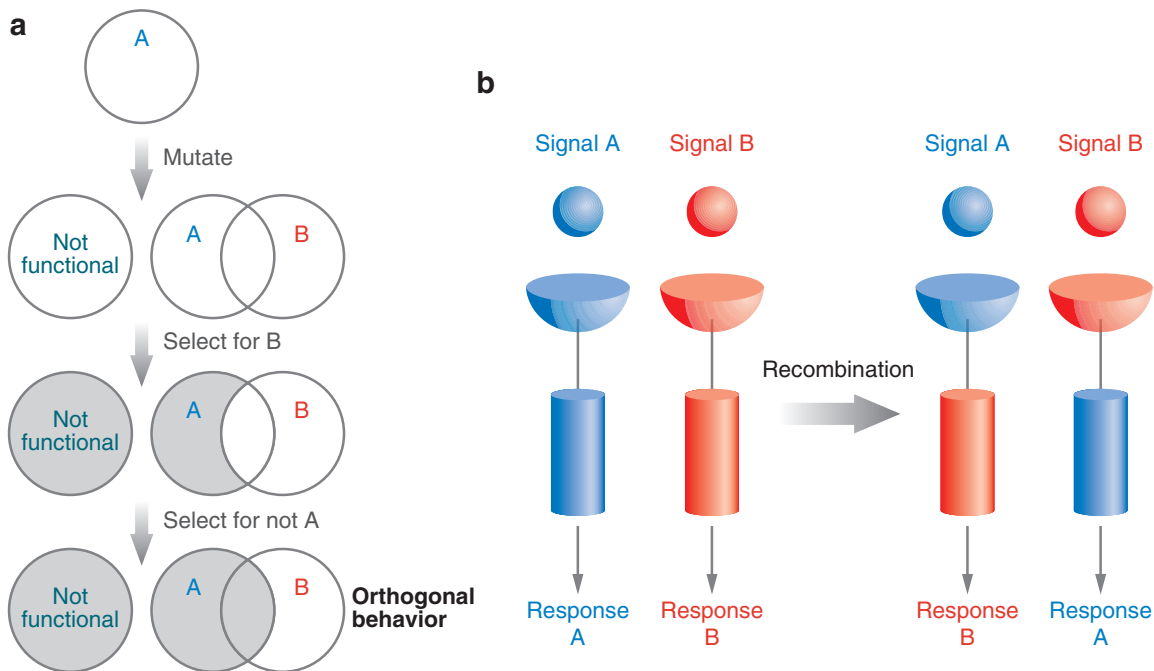 a
A
Mutate
Not
functional
A
B
Select for B
Not
functional
A
B
Select for not A
Not
functional
A
B
Orthogonal
behavior
b
Signal A
Signal B
Response
A
Response
B
Recombination
Signal A
Signal B
Response
B
Response
A